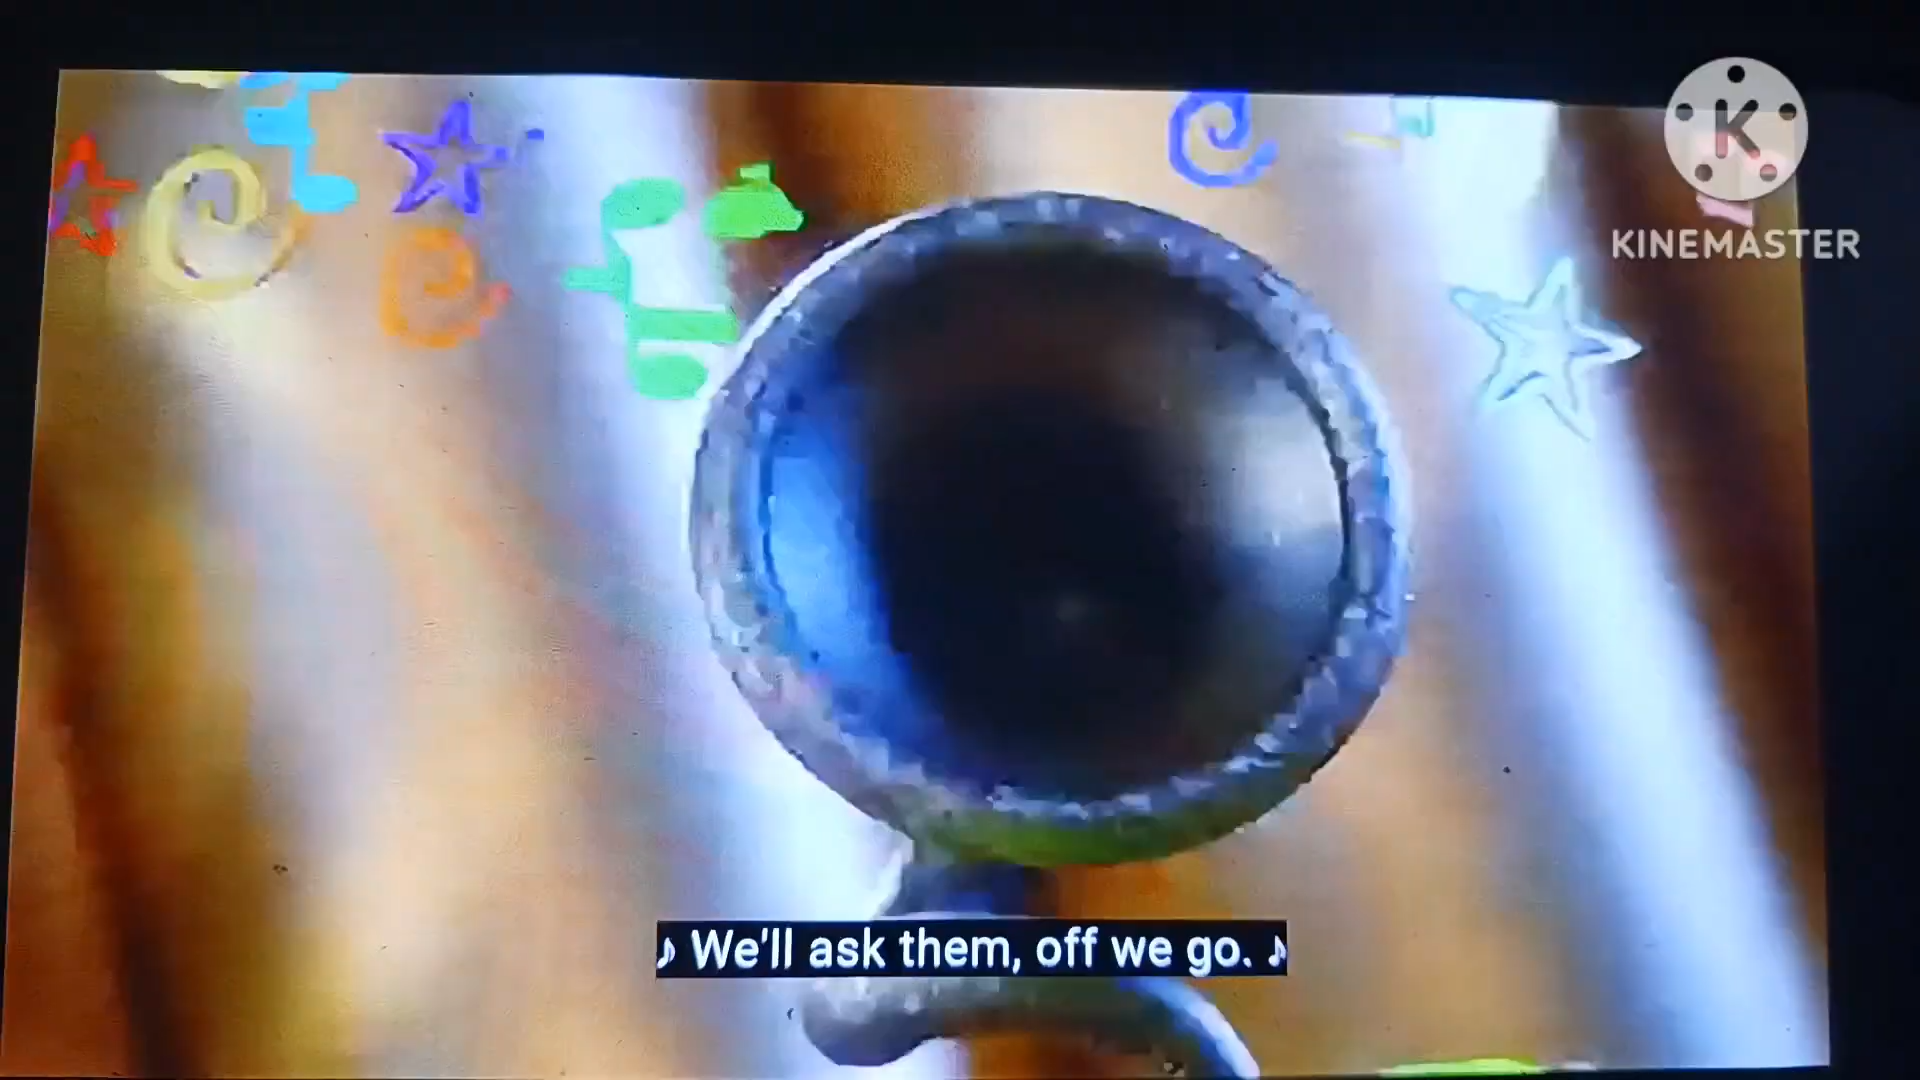 K
KINEMASTER
♪ We'll ask them, off we go. ♪